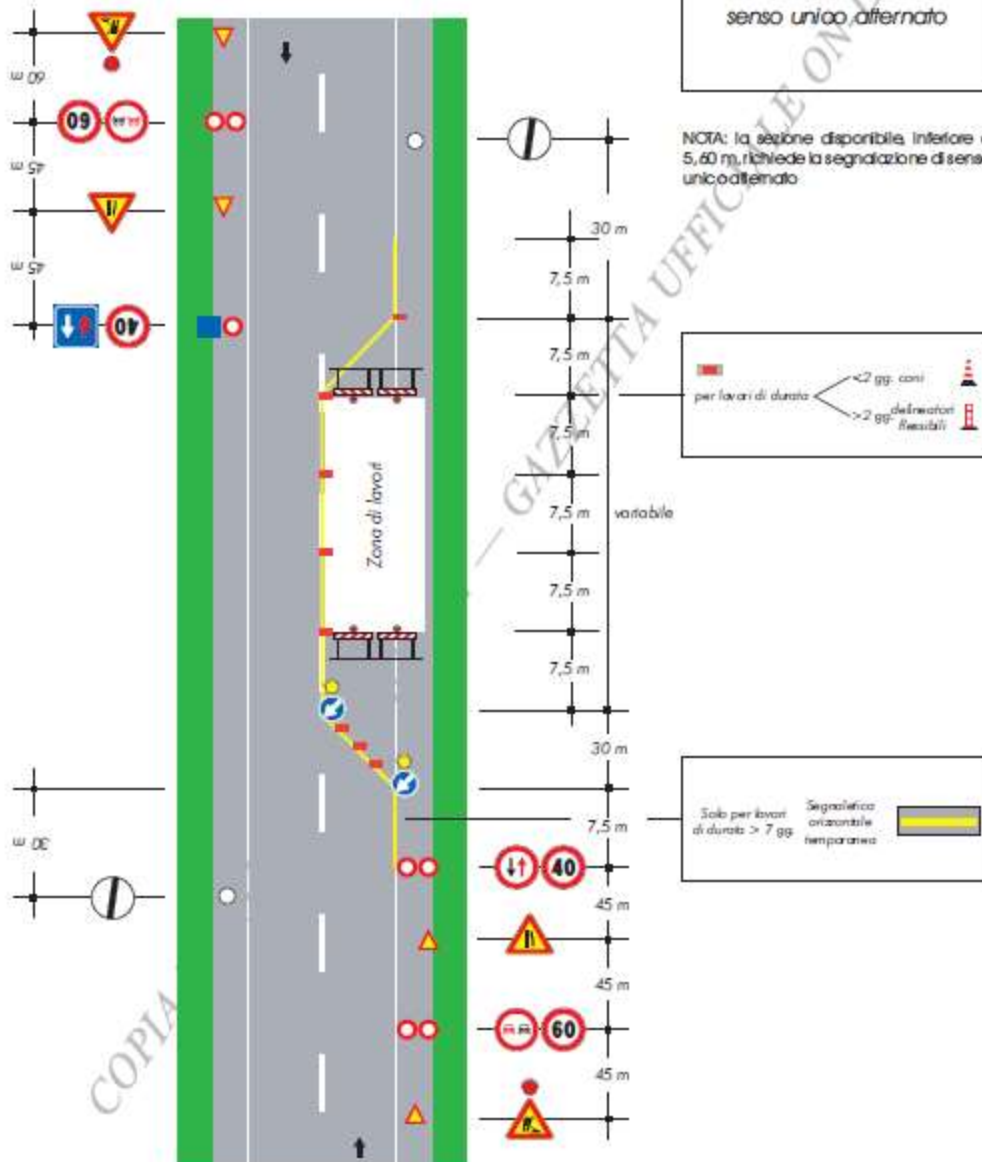 senso unico alternato
NOTA: la sezione disponibile, inferiore
5,60 m, richiede la segnalazione di sens
unico alternato
60 m
60
45 m
45 m
40
30 m
7,5 m
7,5 m
7,5 m
7,5 m
7,5 m
7,5 m
variabile
30 m
7,5 m
40
45 m
45 m
60
45 m
30 m
Zona di lavori
per lavori di durata
<2 gg. coni
>2 gg. delineatori
flessibili
Solo per lavori
di durata > 7 gg.
Segnaletica
orizzontale
temporanea
COPIA
— GAZZETTA UFFICIALE ON-